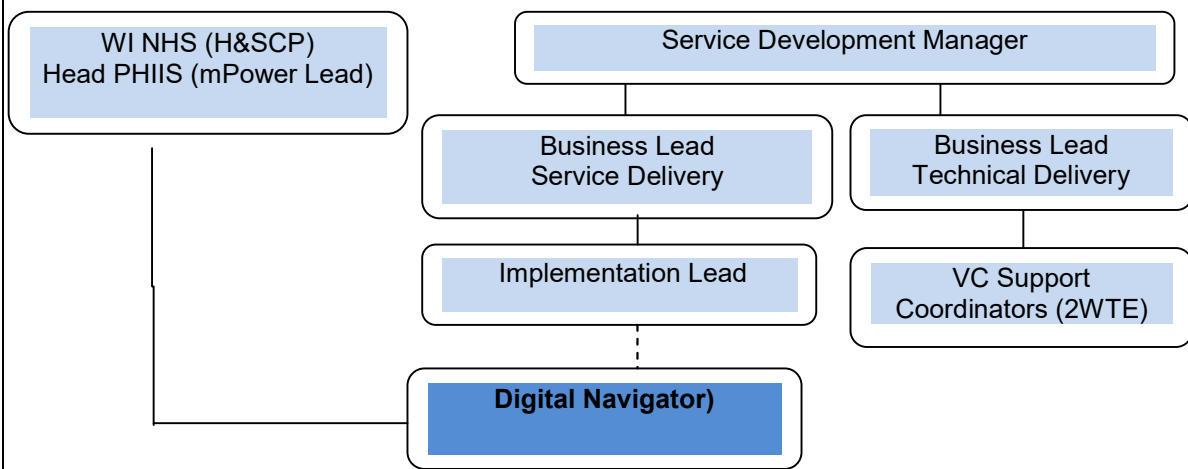 WI NHS (H&SCP)
Head PHIIS (mPower Lead)
Service Development Manager
Business Lead
Service Delivery
Business Lead
Technical Delivery
Implementation Lead
VC Support
Coordinators (2WTE)
Digital Navigator)